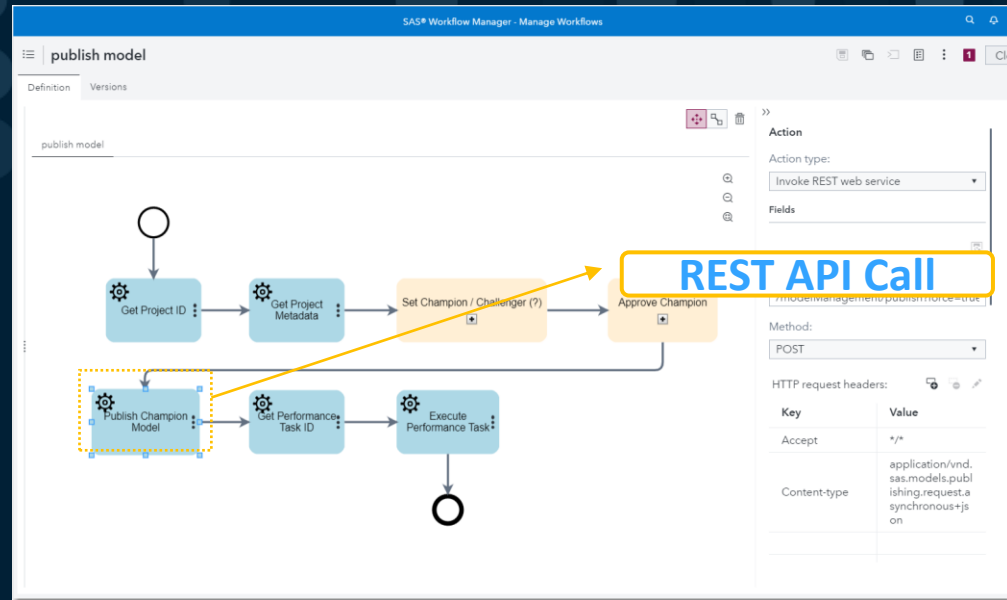 SAS® Workflow Manager - Manage Workflows
publish model
1
Definition
Versions
publish model
Action
Action type:
Invoke REST web service
Fields
REST API Call
/modelManagement/publish?force=true
Method:
POST
HTTP request headers:
Key
Value
Accept
*/*
Content-type
application/vnd.
sas.models.publ
ishing.request.a
synchronous+js
on
Get Project ID
Get Project
Metadata
Set Champion / Challenger (?)
Approve Champion
Publish Champion
Model
Get Performance
Task ID
Execute
Performance Task